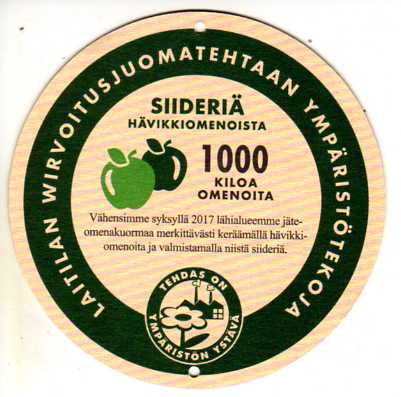 LAITILAN WIRVOITUSJUOMATEHTAAN YMPÄRISTÖTEKOJA
SIIDERIÄ
HÄVIKKIOMENOISTA
1000
KILOA
OMENOITA
Vähensimme syksyllä 2017 lähialueemme jäte-
omenakuormaa merkittävästi keräämällä hävikki-
omenoita ja valmistamalla niistä siideriä.
TEHDAS ON
YMPÄRISTÖN YSTÄVÄ